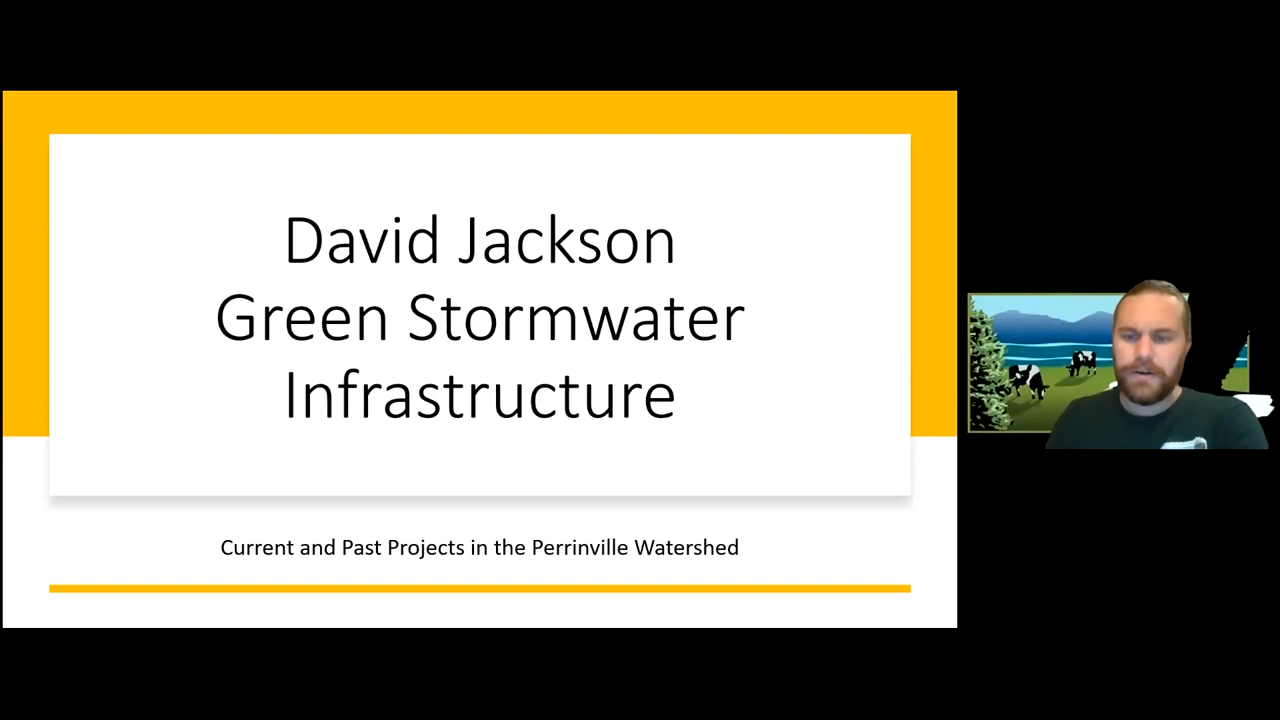 David Jackson
Green Stormwater
Infrastructure
Current and Past Projects in the Perrinville Watershed